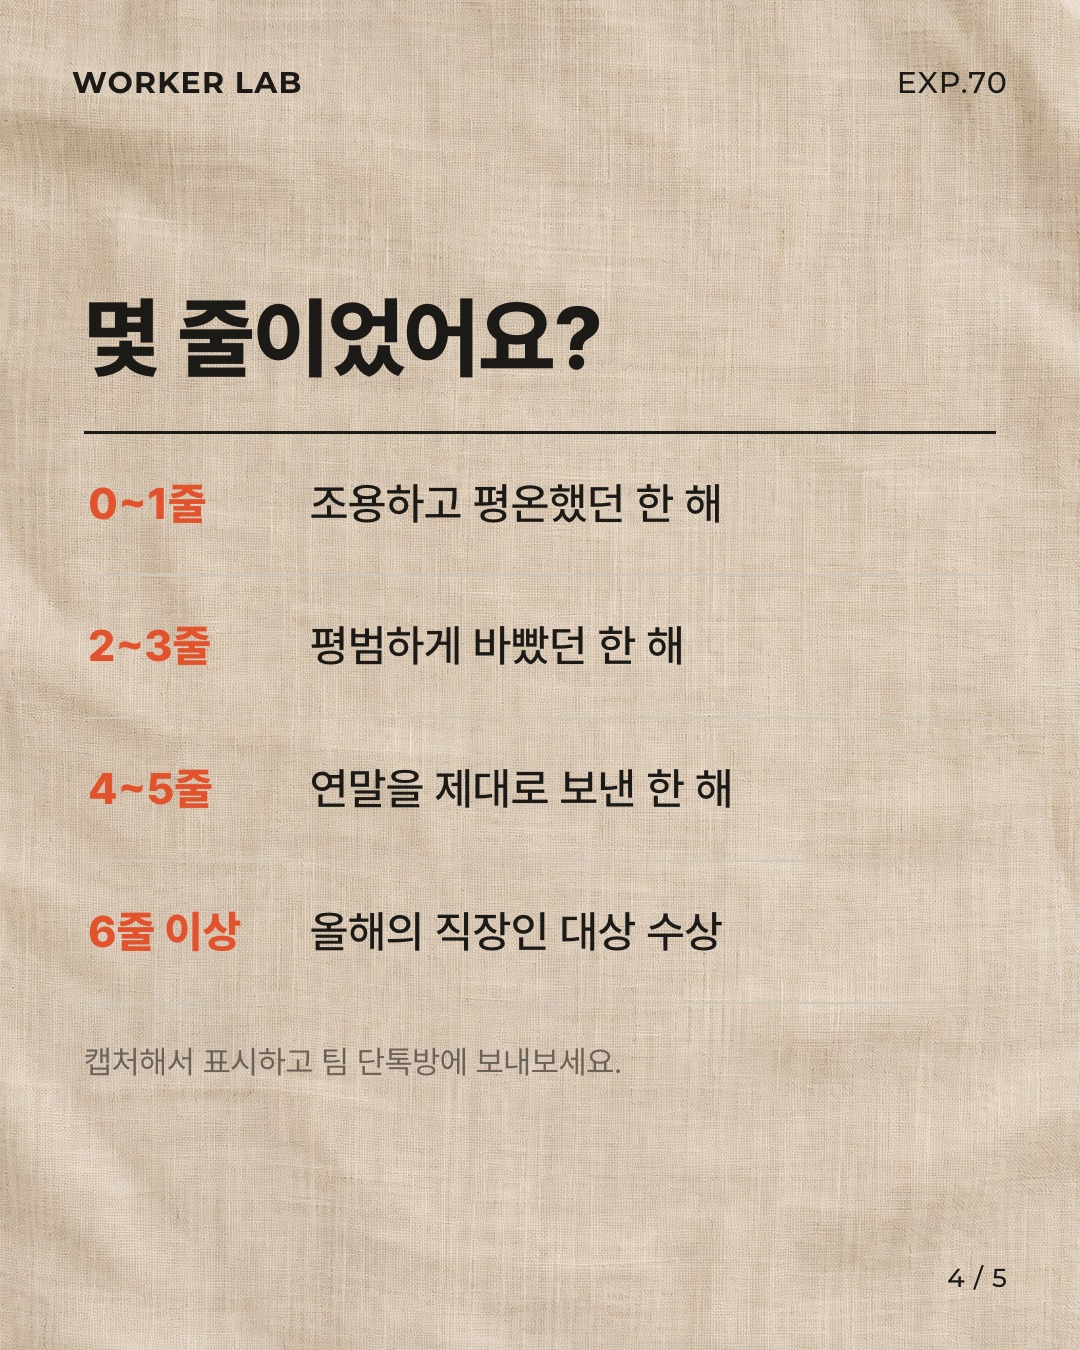 WORKER LAB
EXP.70
몇 줄이었어요?
0~1줄 조용하고 평온했던 한 해
2~3줄 평범하게 바빴던 한 해
4~5줄 연말을 제대로 보낸 한 해
6줄 이상 올해의 직장인 대상 수상
캡처해서 표시하고 팀 단톡방에 보내보세요.
4 / 5